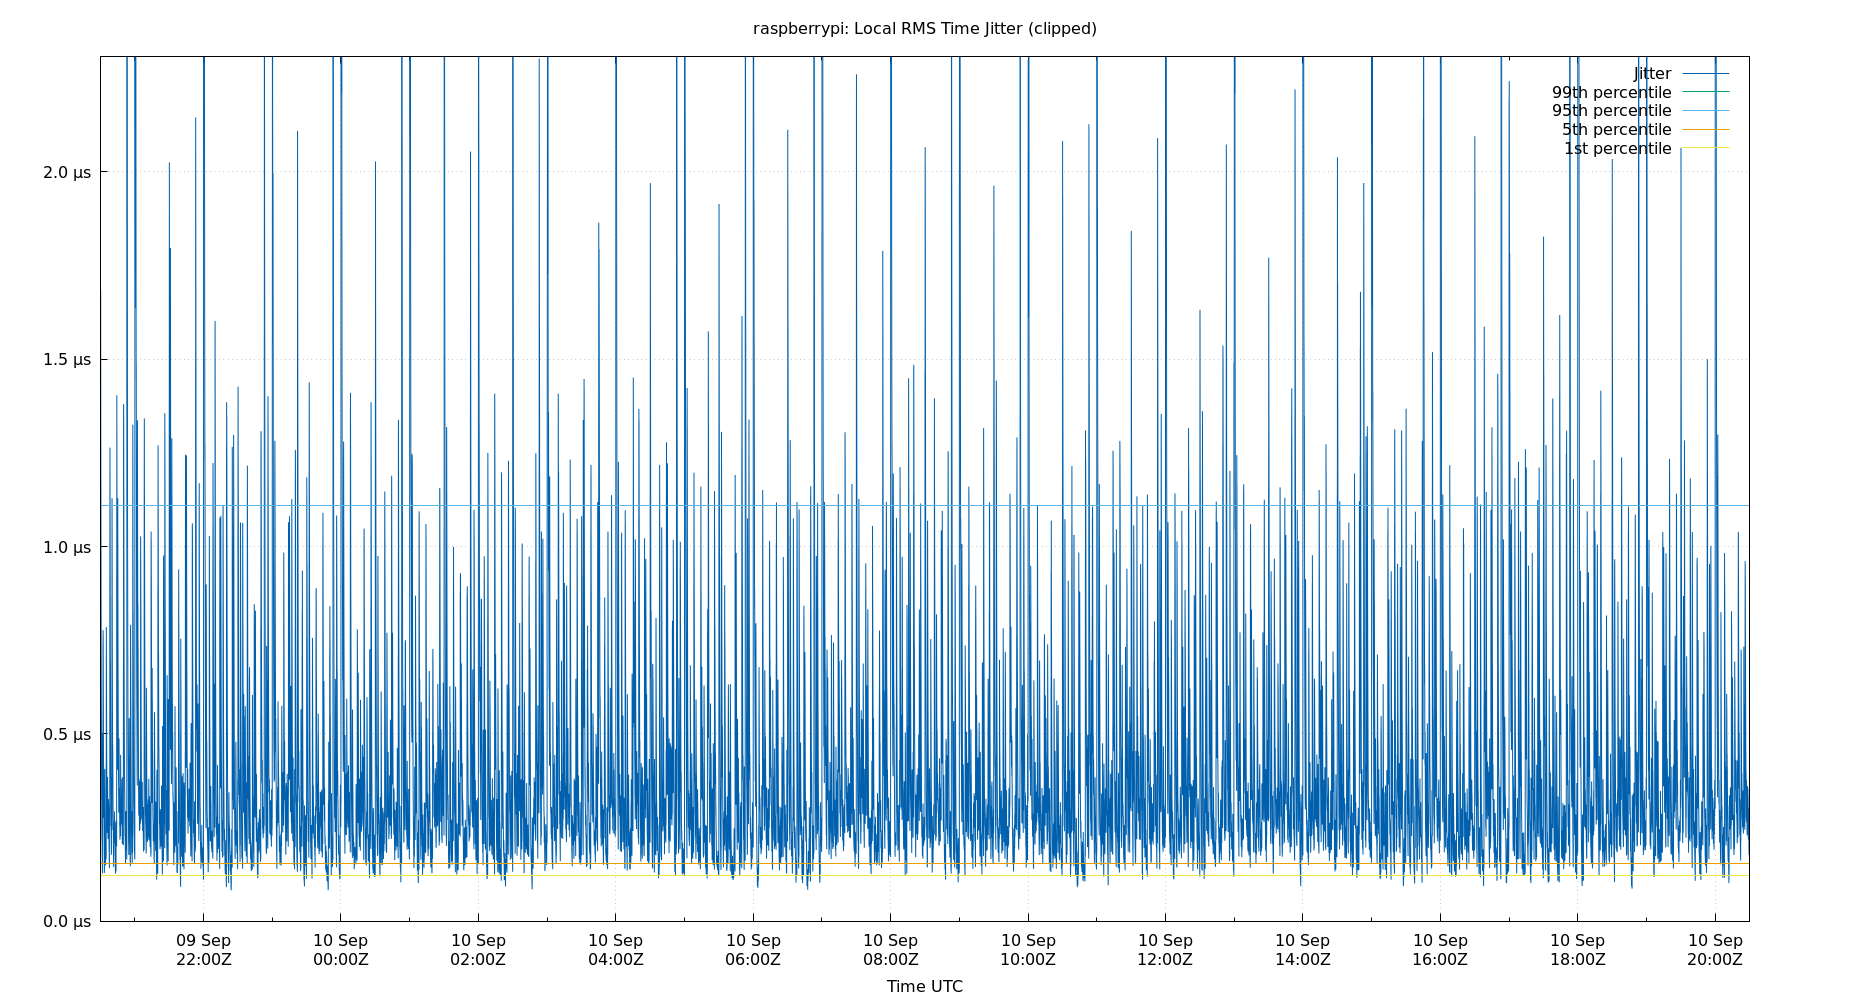 raspberrypi: Local RMS Time Jitter (clipped)
Jitter
99th percentile
95th percentile
5th percentile
1st percentile
2.0 µs
1.5 µs
1.0 µs
0.5 µs
0.0 µs
09 Sep 10 Sep 10 Sep 10 Sep 10 Sep 10 Sep 10 Sep 10 Sep 10 Sep 10 Sep 10 Sep 10 Sep
22:00Z 00:00Z 02:00Z 04:00Z 06:00Z 08:00Z 10:00Z 12:00Z 14:00Z 16:00Z 18:00Z 20:00Z
Time UTC